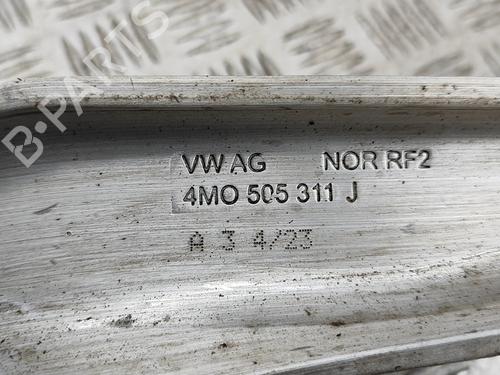 B-PARTS
VW AG NOR RF2
4M0 505 311 J
A 3 4/23